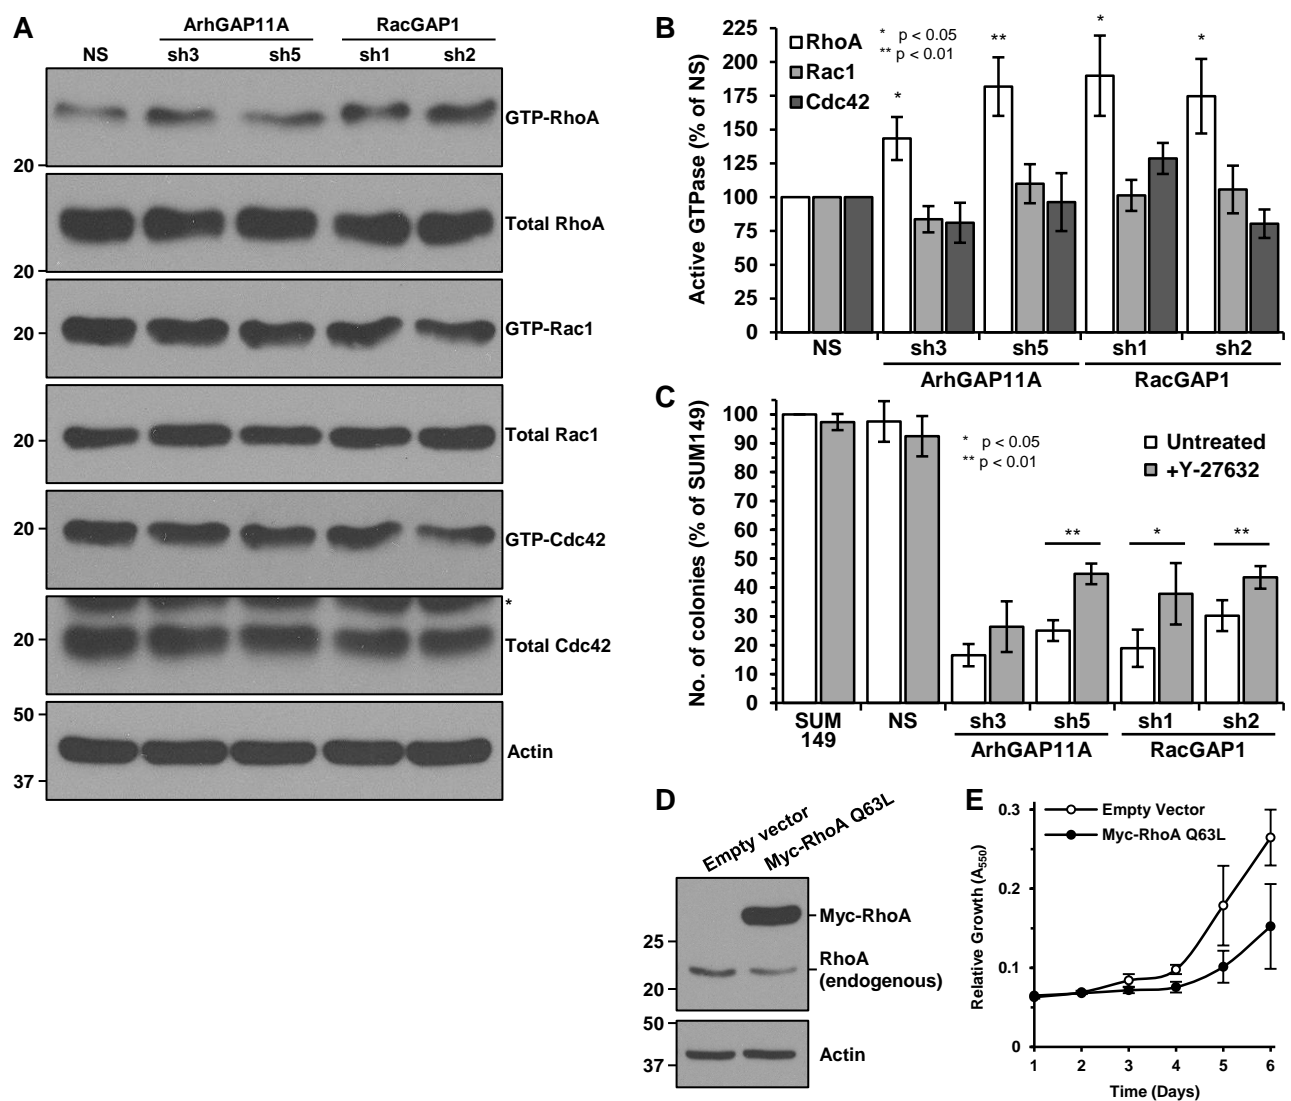 A
ArhGAP11A
RacGAP1
NS
sh3
sh5
sh1
sh2
GTP-RhoA
20
Total RhoA
20
GTP-Rac1
20
Total Rac1
20
GTP-Cdc42
20
*
Total Cdc42
20
50
Actin
37
B
Active GTPase (% of NS)
225
200
175
150
125
100
75
50
25
0
RhoA
Rac1
Cdc42
* p < 0.05
** p < 0.01
*
**
*
*
NS
sh3
sh5
sh1
sh2
ArhGAP11A
RacGAP1
C
No. of colonies (% of SUM149)
100
90
80
70
60
50
40
30
20
10
0
* p < 0.05
** p < 0.01
Untreated
+Y-27632
**
*
**
SUM
149
NS
sh3
sh5
sh1
sh2
ArhGAP11A
RacGAP1
D
Empty vector
Myc-RhoA Q63L
Myc-RhoA
25
RhoA
(endogenous)
20
50
Actin
37
E
Relative Growth (A550)
0.3
0.2
0.1
0
Empty Vector
Myc-RhoA Q63L
1 2 3 4 5 6
Time (Days)